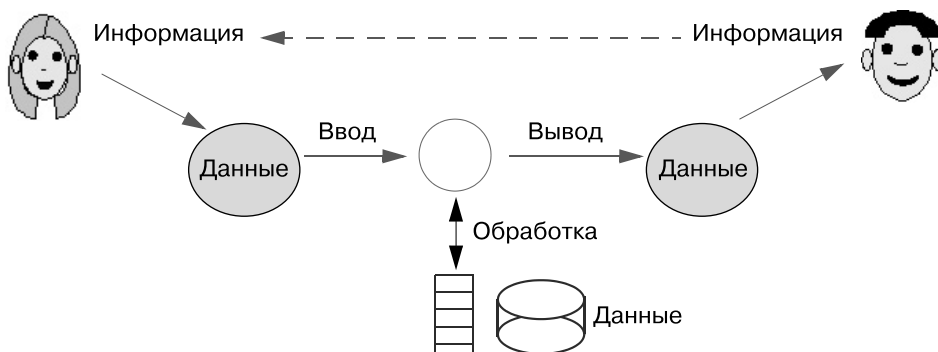 Информация
Информация
Данные
Ввод
Вывод
Данные
Обработка
Данные